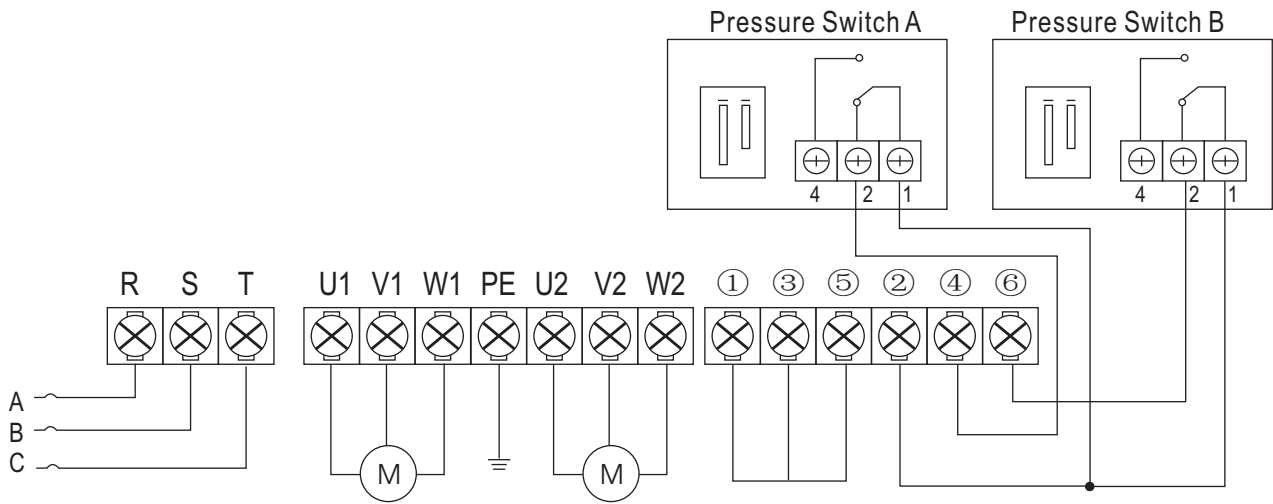 Pressure Switch A Pressure Switch B
4 2 1 4 2 1
R S T U1 V1 W1 PE U2 V2 W2 ① ③ ⑤ ② ④ ⑥
A
B
C
M M